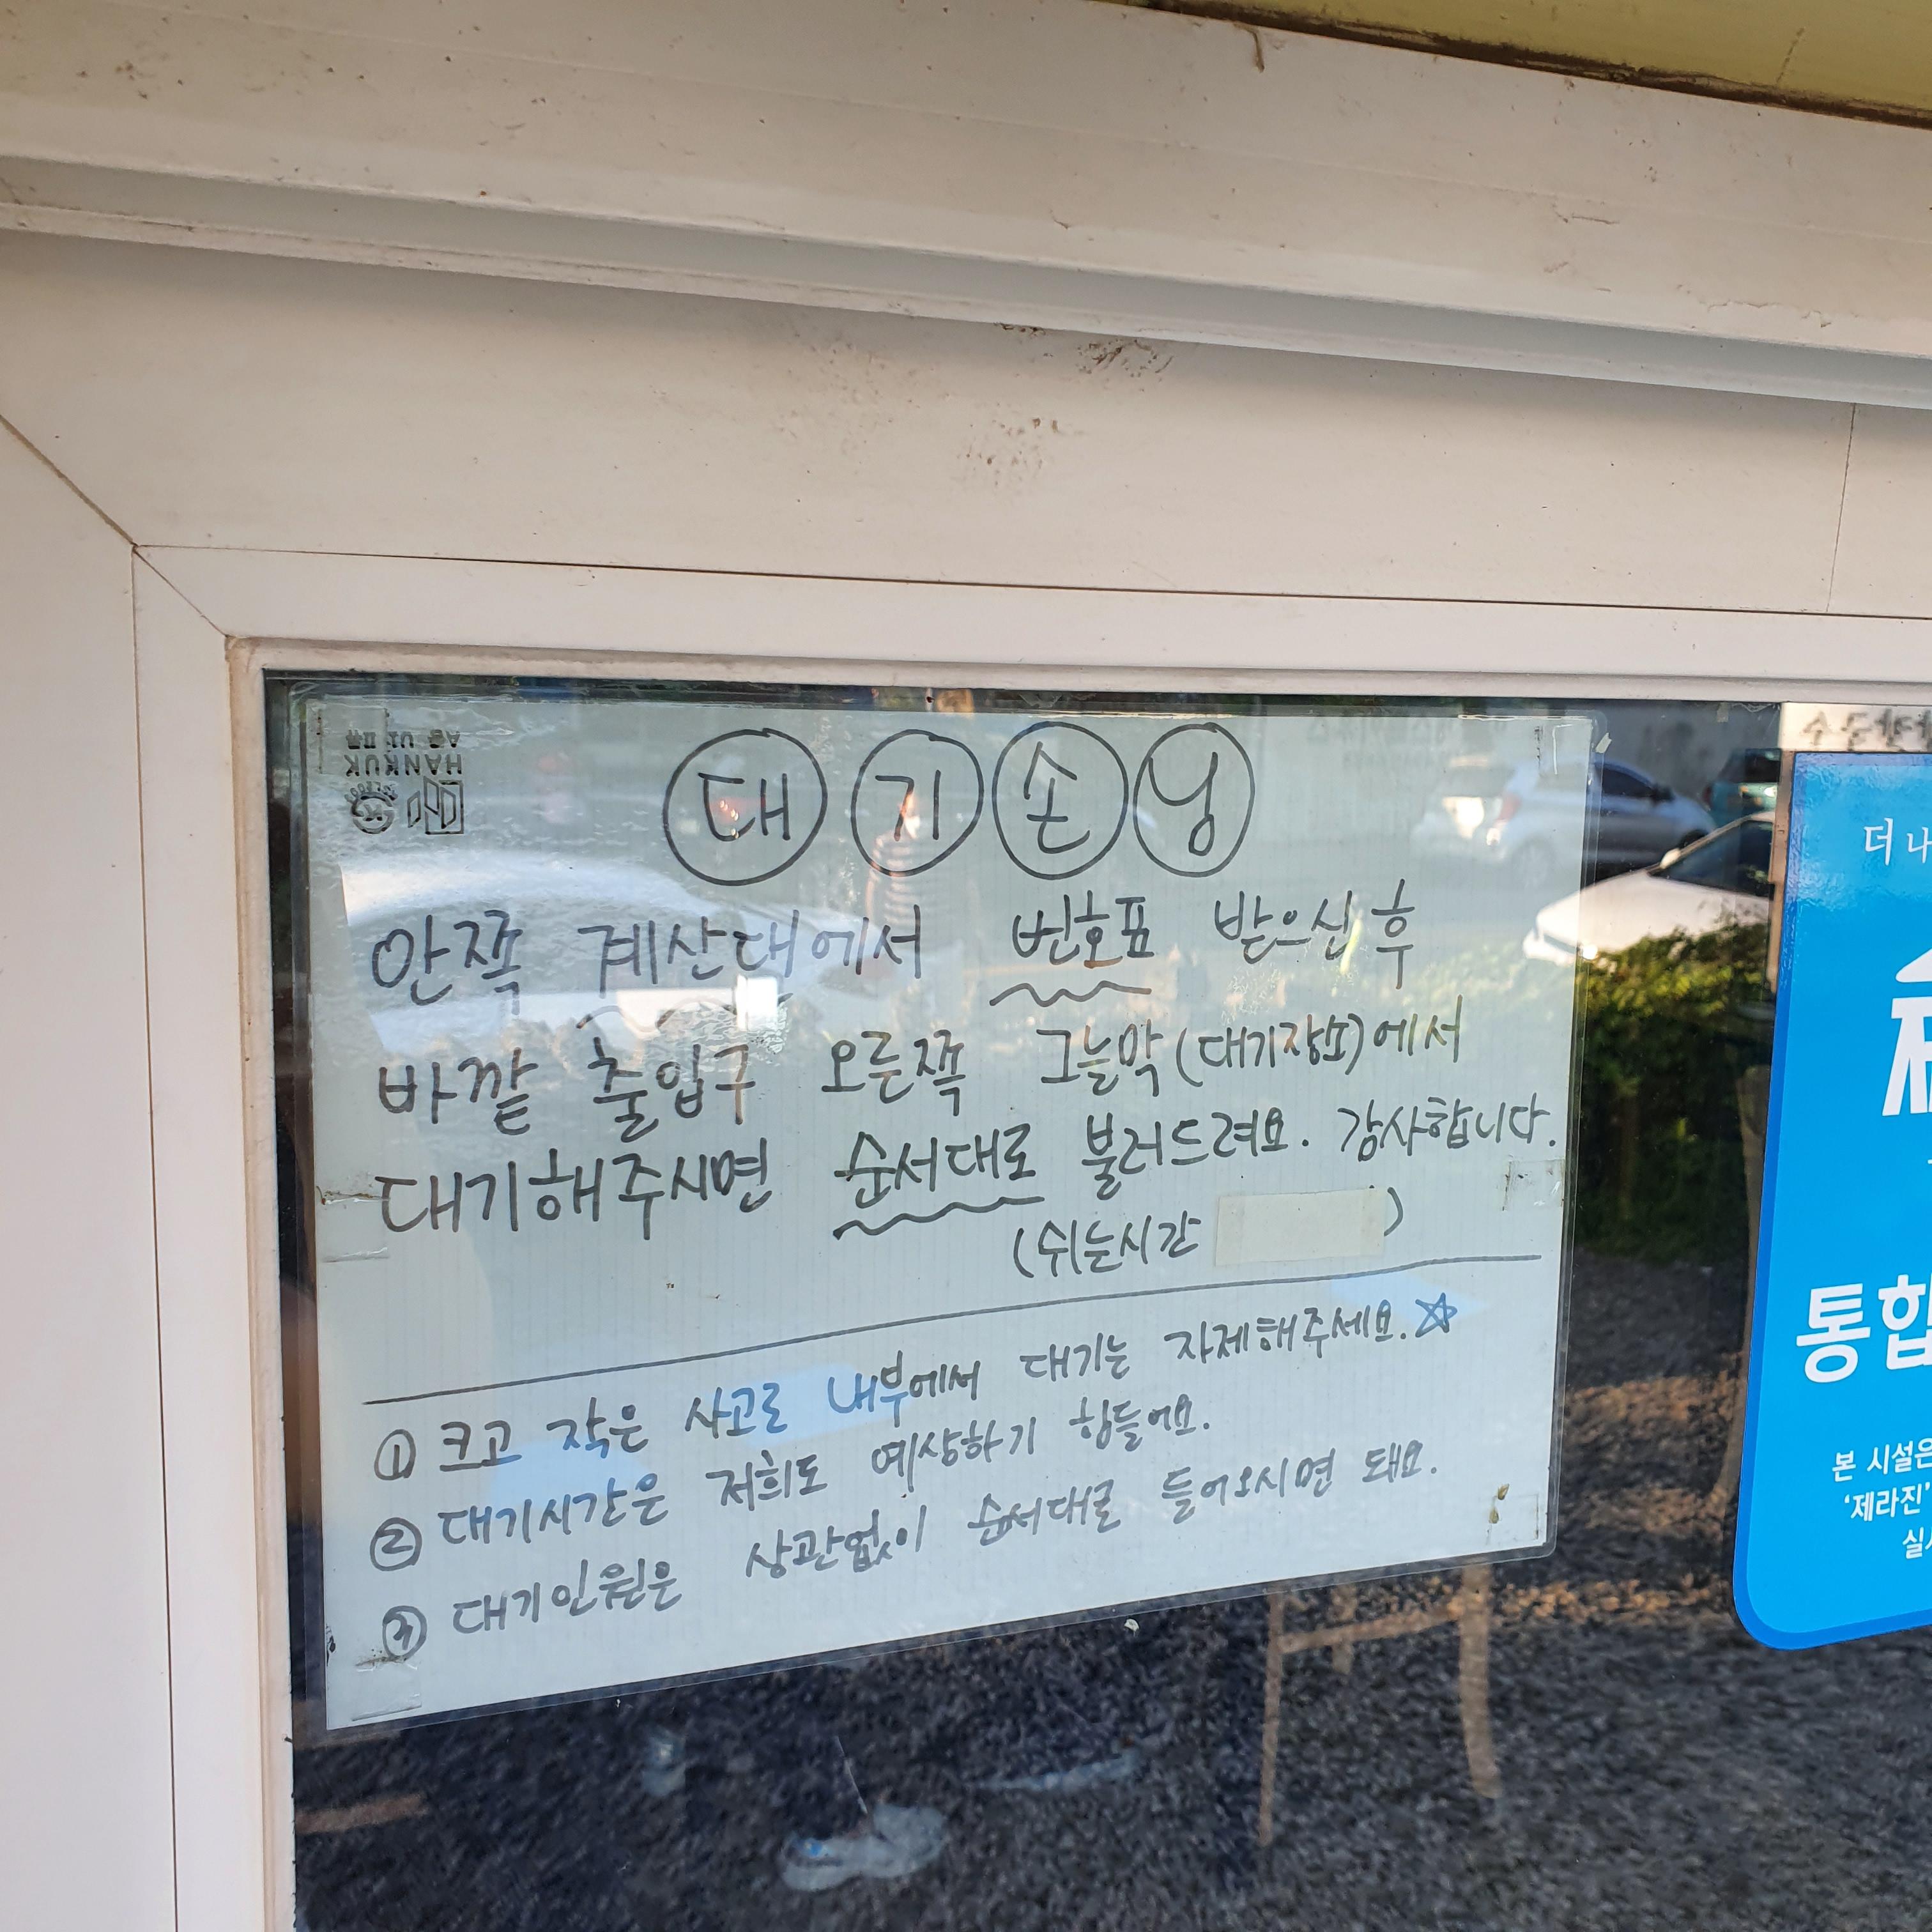 HANKUK
대기손님
안쪽 계산대에서 번호표 받으신 후
바깥 출입구 오른쪽 그늘막(대기장소)에서
대기해주시면 순서대로 불러드려요. 감사합니다.
(쉬는시간 )
① 크고 작은 사고로 내부에서 대기는 자제해주세요.☆
② 대기시간은 저희도 예상하기 힘들어요.
③ 대기인원은 상관없이 순서대로 들어오시면 돼요.
더 나
통합
본 시설은
‘제라진’